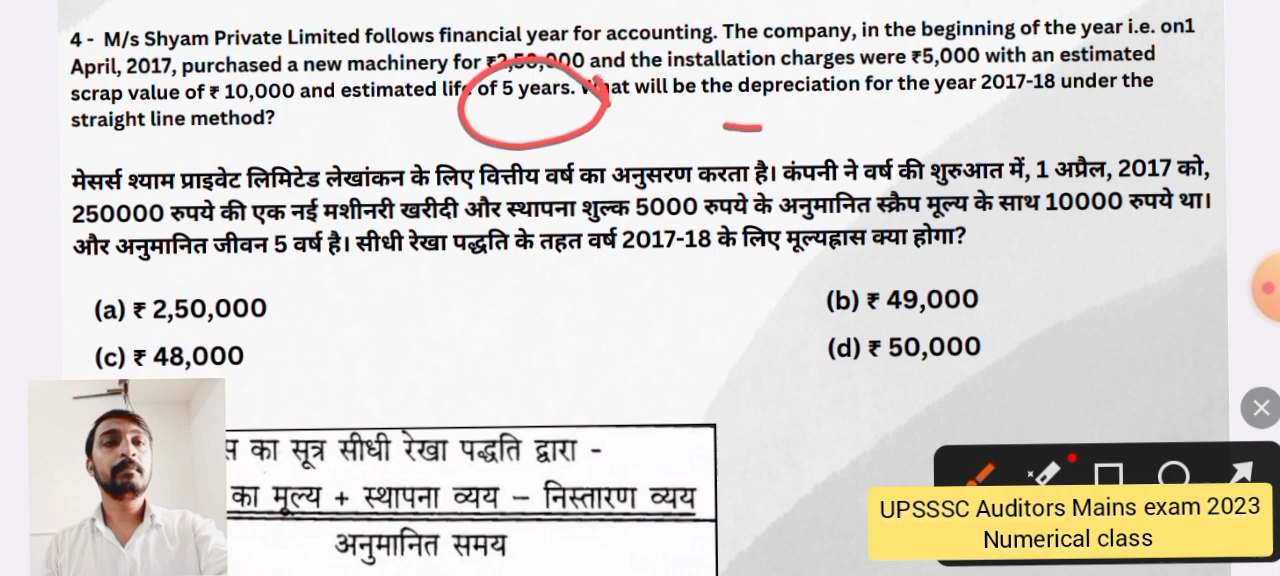 4 - M/s Shyam Private Limited follows financial year for accounting. The company, in the beginning of the year i.e. on1
April, 2017, purchased a new machinery for ₹2,50,000 and the installation charges were ₹5,000 with an estimated
scrap value of ₹ 10,000 and estimated life of 5 years. What will be the depreciation for the year 2017-18 under the
straight line method?
मेसर्स श्याम प्राइवेट लिमिटेड लेखांकन के लिए वित्तीय वर्ष का अनुसरण करता है। कंपनी ने वर्ष की शुरुआत में, 1 अप्रैल, 2017 को,
250000 रुपये की एक नई मशीनरी खरीदी और स्थापना शुल्क 5000 रुपये के अनुमानित स्क्रैप मूल्य के साथ 10000 रुपये था।
और अनुमानित जीवन 5 वर्ष है। सीधी रेखा पद्धति के तहत वर्ष 2017-18 के लिए मूल्यह्रास क्या होगा?
(a) ₹ 2,50,000
(b) ₹ 49,000
(c) ₹ 48,000
(d) ₹ 50,000
का सूत्र सीधी रेखा पद्धति द्वारा -
का मूल्य + स्थापना व्यय – निस्तारण व्यय
अनुमानित समय
UPSSSC Auditors Mains exam 2023
Numerical class